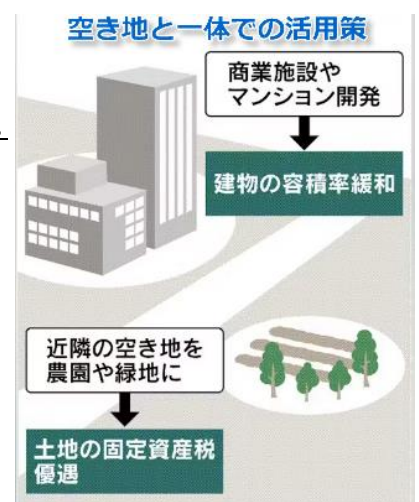 空き地と一体での活用策
商業施設や
マンション開発
建物の容積率緩和
近隣の空き地を
農園や緑地に
土地の固定資産税
優遇